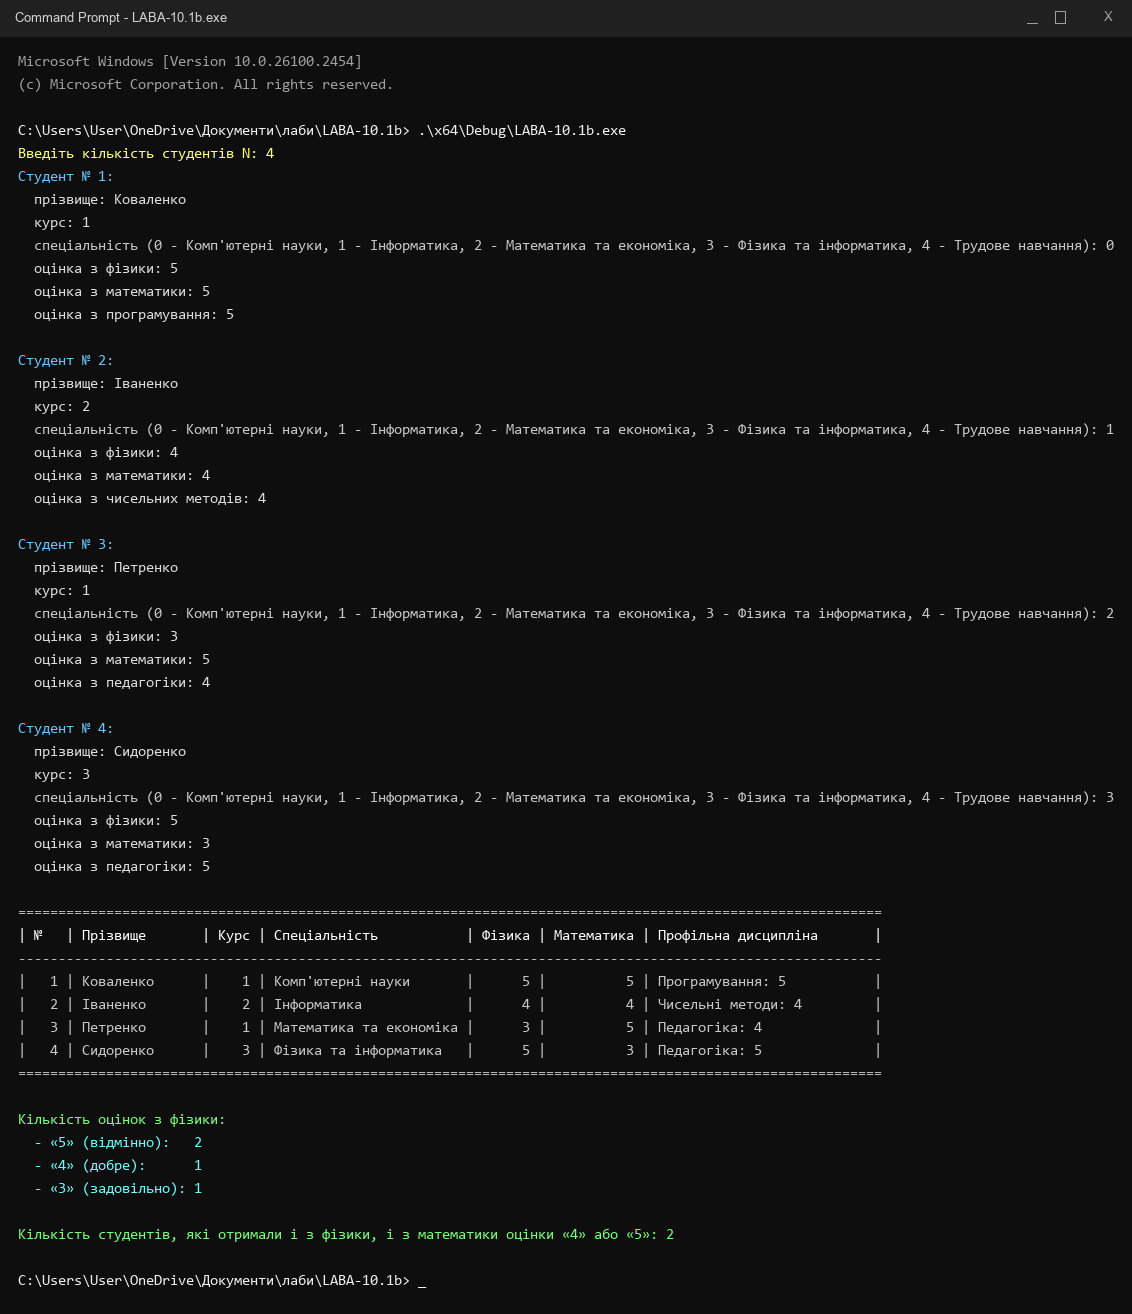 Command Prompt - LABA-10.1b.exe
Microsoft Windows [Version 10.0.26100.2454]
(c) Microsoft Corporation. All rights reserved.
C:\Users\User\OneDrive\Документи\лаби\LABA-10.1b> .\x64\Debug\LABA-10.1b.exe
Введіть кількість студентів N: 4
Студент № 1:
прізвище: Коваленко
курс: 1
спеціальність (0 - Комп'ютерні науки, 1 - Інформатика, 2 - Математика та економіка, 3 - Фізика та інформатика, 4 - Трудове навчання): 0
оцінка з фізики: 5
оцінка з математики: 5
оцінка з програмування: 5
Студент № 2:
прізвище: Іваненко
курс: 2
спеціальність (0 - Комп'ютерні науки, 1 - Інформатика, 2 - Математика та економіка, 3 - Фізика та інформатика, 4 - Трудове навчання): 1
оцінка з фізики: 4
оцінка з математики: 4
оцінка з чисельних методів: 4
Студент № 3:
прізвище: Петренко
курс: 1
спеціальність (0 - Комп'ютерні науки, 1 - Інформатика, 2 - Математика та економіка, 3 - Фізика та інформатика, 4 - Трудове навчання): 2
оцінка з фізики: 3
оцінка з математики: 5
оцінка з педагогіки: 4
Студент № 4:
прізвище: Сидоренко
курс: 3
спеціальність (0 - Комп'ютерні науки, 1 - Інформатика, 2 - Математика та економіка, 3 - Фізика та інформатика, 4 - Трудове навчання): 3
оцінка з фізики: 5
оцінка з математики: 3
оцінка з педагогіки: 5
============================================================================================================
| №   | Прізвище       | Курс | Спеціальність           | Фізика | Математика | Профільна дисципліна       |
------------------------------------------------------------------------------------------------------------
|   1 | Коваленко      |    1 | Комп'ютерні науки       |      5 |          5 | Програмування: 5           |
|   2 | Іваненко       |    2 | Інформатика             |      4 |          4 | Чисельні методи: 4         |
|   3 | Петренко       |    1 | Математика та економіка |      3 |          5 | Педагогіка: 4              |
|   4 | Сидоренко      |    3 | Фізика та інформатика   |      5 |          3 | Педагогіка: 5              |
============================================================================================================
Кількість оцінок з фізики:
- «5» (відмінно):   2
- «4» (добре):      1
- «3» (задовільно): 1
Кількість студентів, які отримали і з фізики, і з математики оцінки «4» або «5»: 2
C:\Users\User\OneDrive\Документи\лаби\LABA-10.1b> _